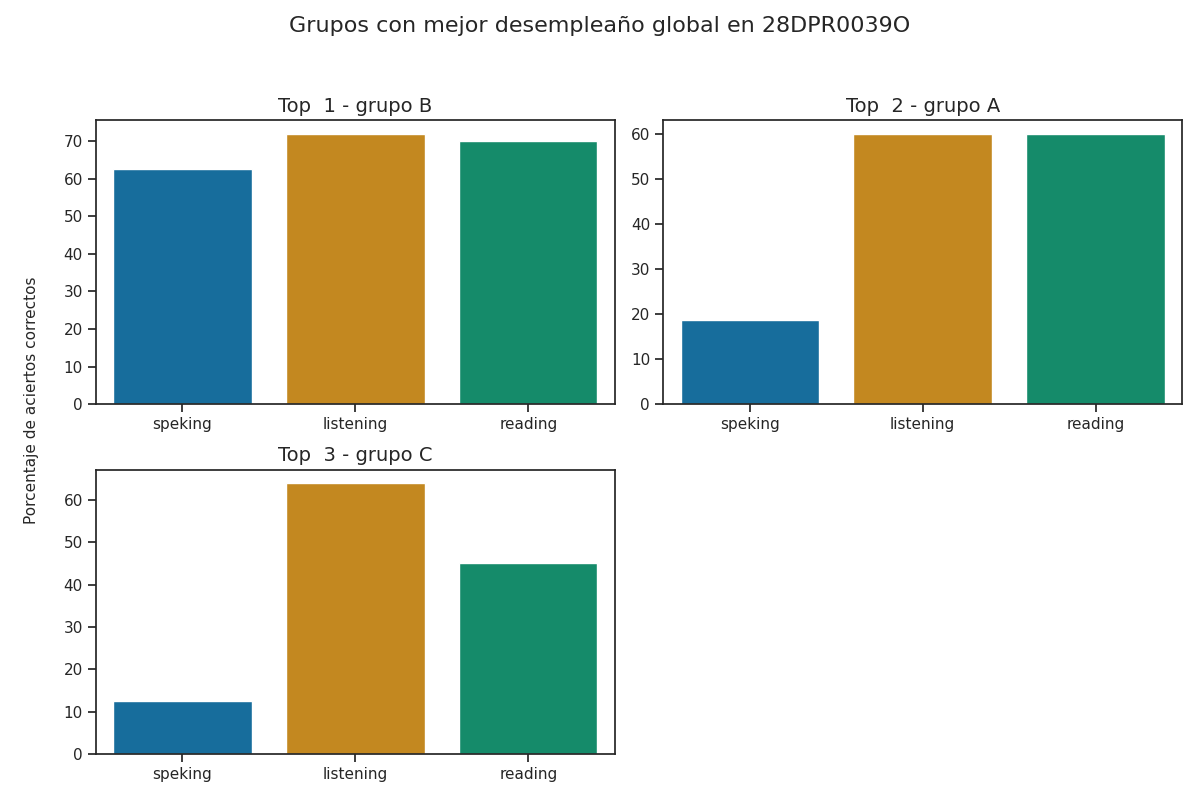 Grupos con mejor desempleaño global en 28DPR0039O
Top  1 - grupo B
70
60
50
40
30
20
10
0
speking listening reading
Top  2 - grupo A
60
50
40
30
20
10
0
speking listening reading
Porcentaje de aciertos correctos
Top  3 - grupo C
60
50
40
30
20
10
0
speking listening reading